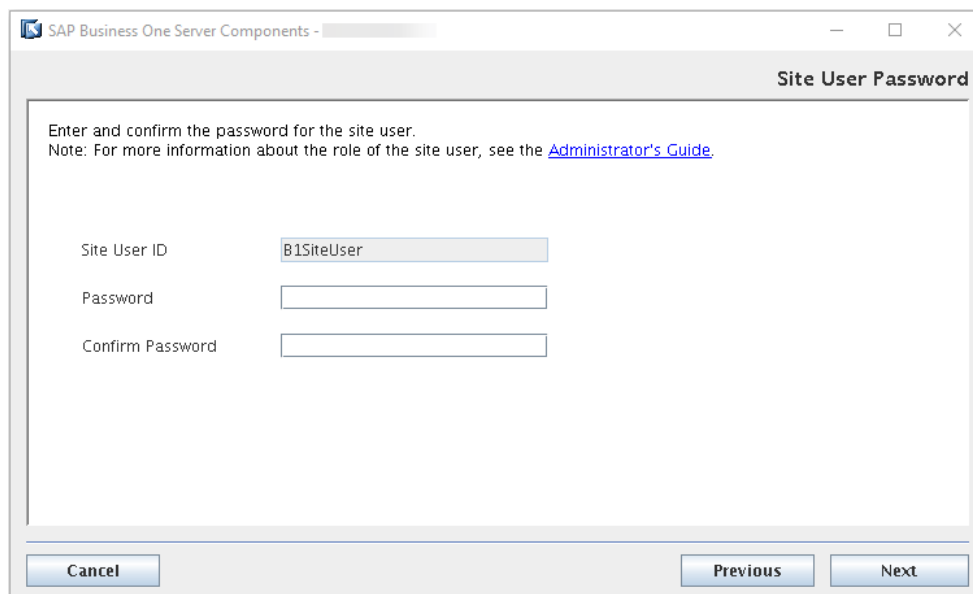 SAP Business One Server Components -
Site User Password
Enter and confirm the password for the site user.
Note: For more information about the role of the site user, see the Administrator's Guide.
Site User ID
B1SiteUser
Password
Confirm Password
Cancel
Previous
Next